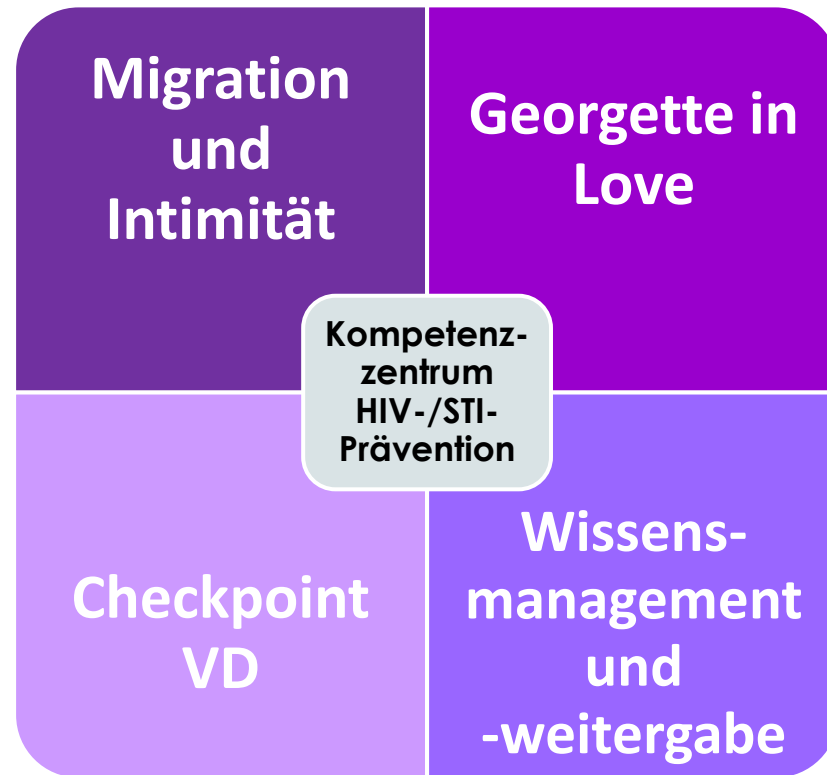 Migration
und
Intimität
Georgette in
Love
Kompetenz-
zentrum
HIV-/STI-
Prävention
Checkpoint
VD
Wissens-
management
und
-weitergabe